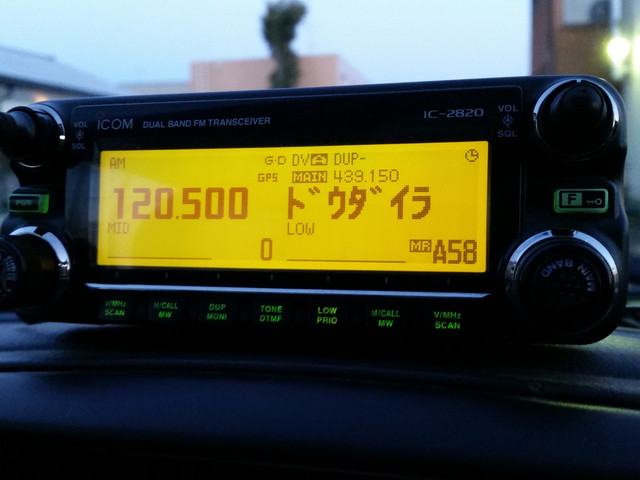 VOL
SQL
ICOM DUAL BAND FM TRANSCEIVER
IC-2820
VOL
SQL
AM
G-D DV A DUP-
GPS MAIN 439.150
120.500
ドウダイラ
MID
LOW
0
MR A58
PWR
F
MAIN BAND
V/MHz SCAN
M/CALL MW
DUP MONI
TONE DTMF
LOW PRIO
M/CALL MW
V/MHz SCAN